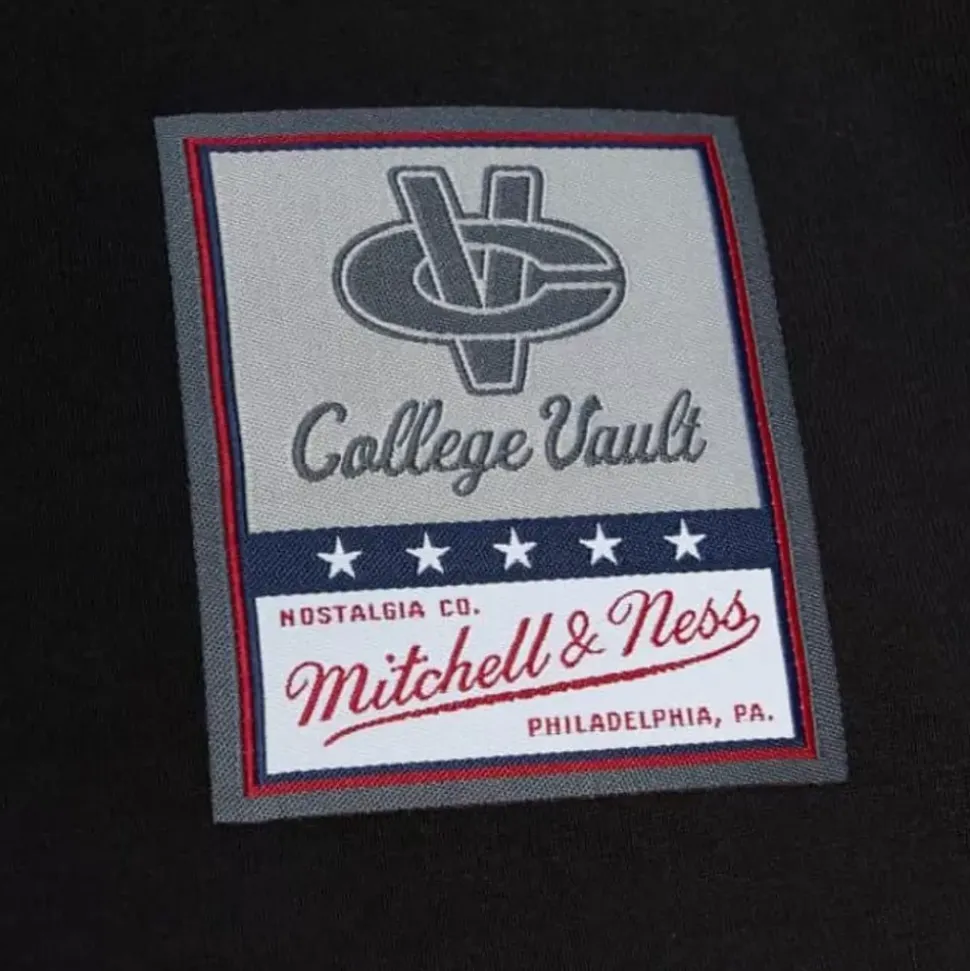 VC
College Vault
NOSTALGIA CO.
Mitchell & Ness
PHILADELPHIA, PA.